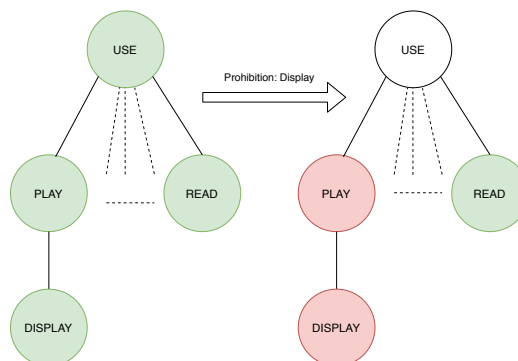 USE
Prohibition: Display
USE
PLAY
READ
PLAY
READ
DISPLAY
DISPLAY